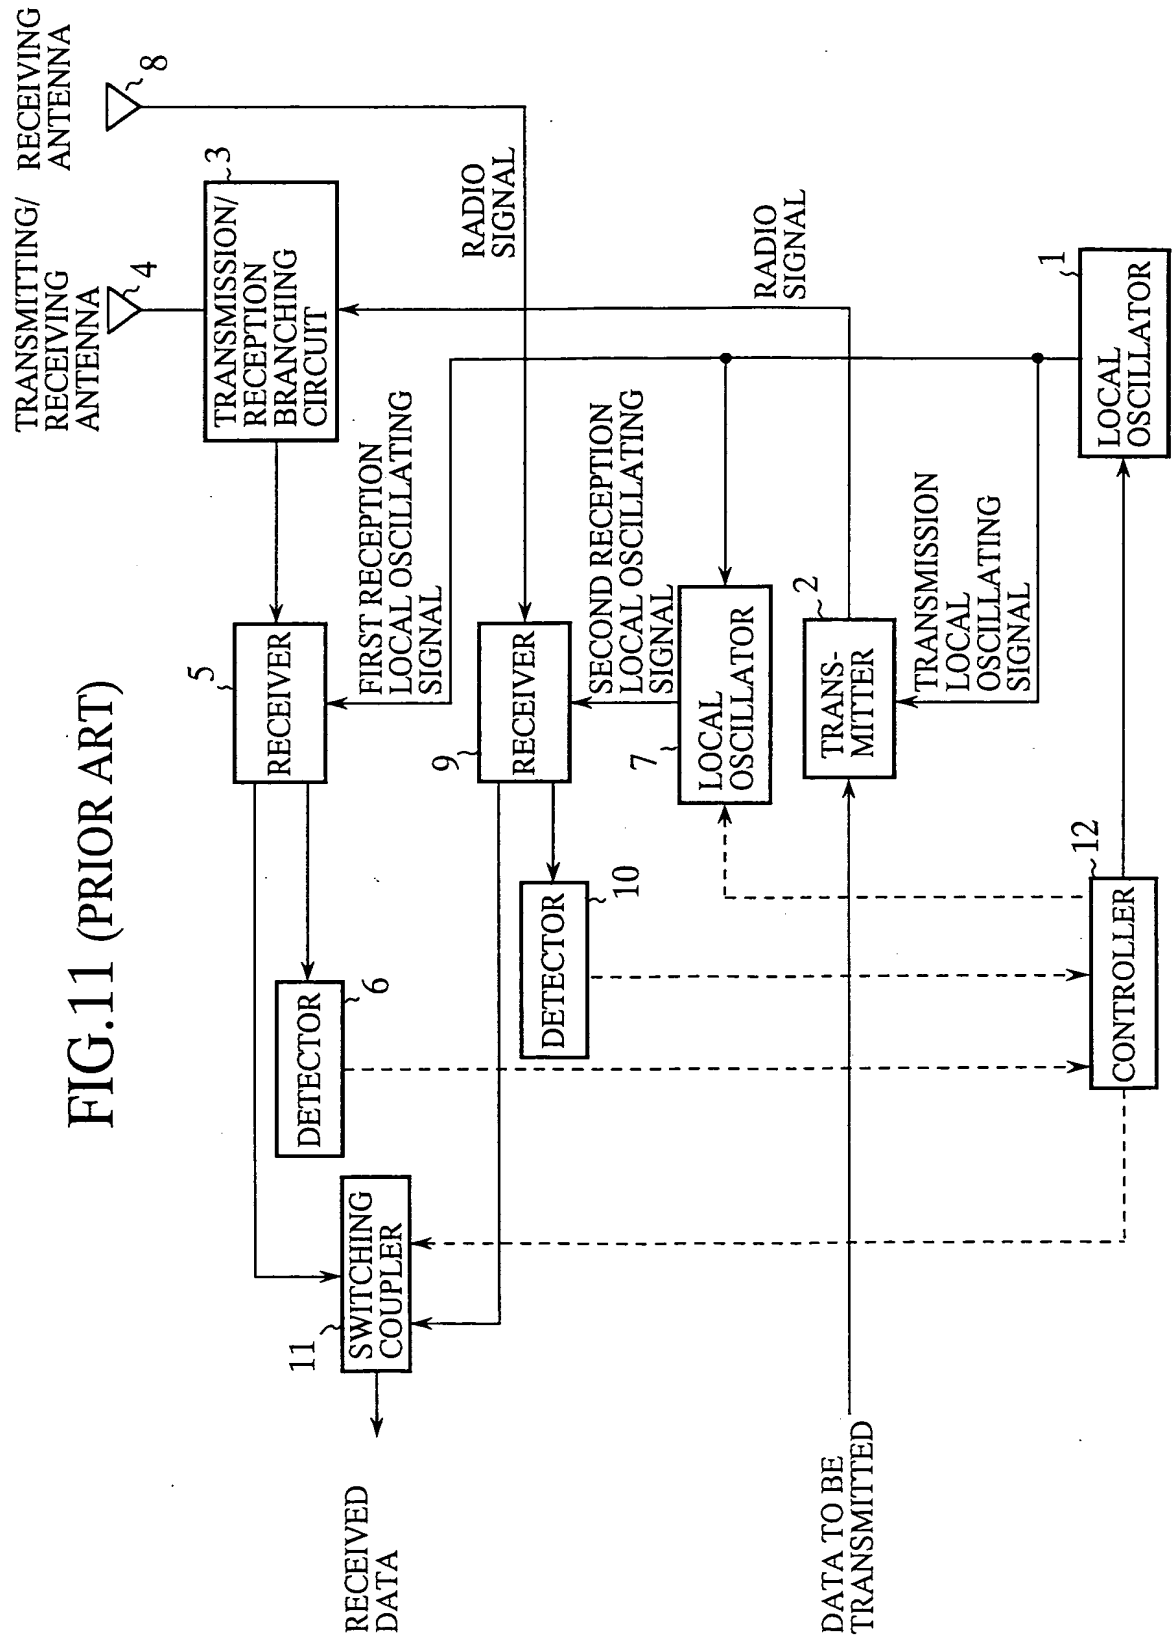 FIG.11 (PRIOR ART)
TRANSMITTING/
RECEIVING
ANTENNA
4
RECEIVING
ANTENNA
8
TRANSMISSION/
RECEPTION
BRANCHING
CIRCUIT
3
5
RECEIVER
FIRST RECEPTION
LOCAL OSCILLATING
SIGNAL
RADIO
SIGNAL
DETECTOR
6
11
SWITCHING
COUPLER
RECEIVED
DATA
9
RECEIVER
DETECTOR
10
SECOND RECEPTION
LOCAL OSCILLATING
SIGNAL
7
LOCAL
OSCILLATOR
RADIO
SIGNAL
2
TRANS-
MITTER
DATA TO BE
TRANSMITTED
TRANSMISSION
LOCAL
OSCILLATING
SIGNAL
12
CONTROLLER
1
LOCAL
OSCILLATOR